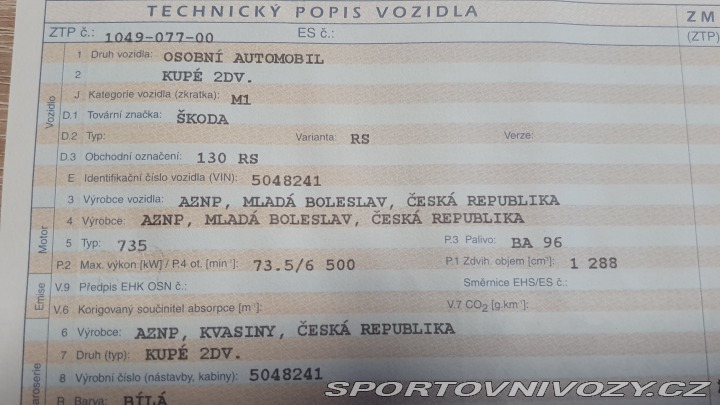 TECHNICKÝ POPIS VOZIDLA
ZM
ZTP č.: 1049-077-00 ES č.: (ZTP)
1 Druh vozidla: OSOBNÍ AUTOMOBIL
2 KUPÉ 2DV.
J Kategorie vozidla (zkratka): M1
Vozidlo
D.1 Tovární značka: ŠKODA
D.2 Typ: Varianta: RS Verze:
D.3 Obchodní označení: 130 RS
E Identifikační číslo vozidla (VIN): 5048241
3 Výrobce vozidla: AZNP, MLADÁ BOLESLAV, ČESKÁ REPUBLIKA
4 Výrobce: AZNP, MLADÁ BOLESLAV, ČESKÁ REPUBLIKA
Motor
5 Typ: 735 P.3 Palivo: BA 96
P.2 Max. výkon [kW] / P.4 ot. [min⁻¹]: 73.5/6 500 P.1 Zdvih. objem [cm³]: 1 288
Emise
V.9 Předpis EHK OSN č.: Směrnice EHS/ES č.:
V.6 Korigovaný součinitel absorpce [m⁻¹]: V.7 CO₂ [g.km⁻¹]:
6 Výrobce: AZNP, KVASINY, ČESKÁ REPUBLIKA
7 Druh (typ): KUPÉ 2DV.
8 Výrobní číslo (nástavby, kabiny): 5048241
aroserie
R Barva: BÍLÁ
SPORTOVNIVOZY.CZ